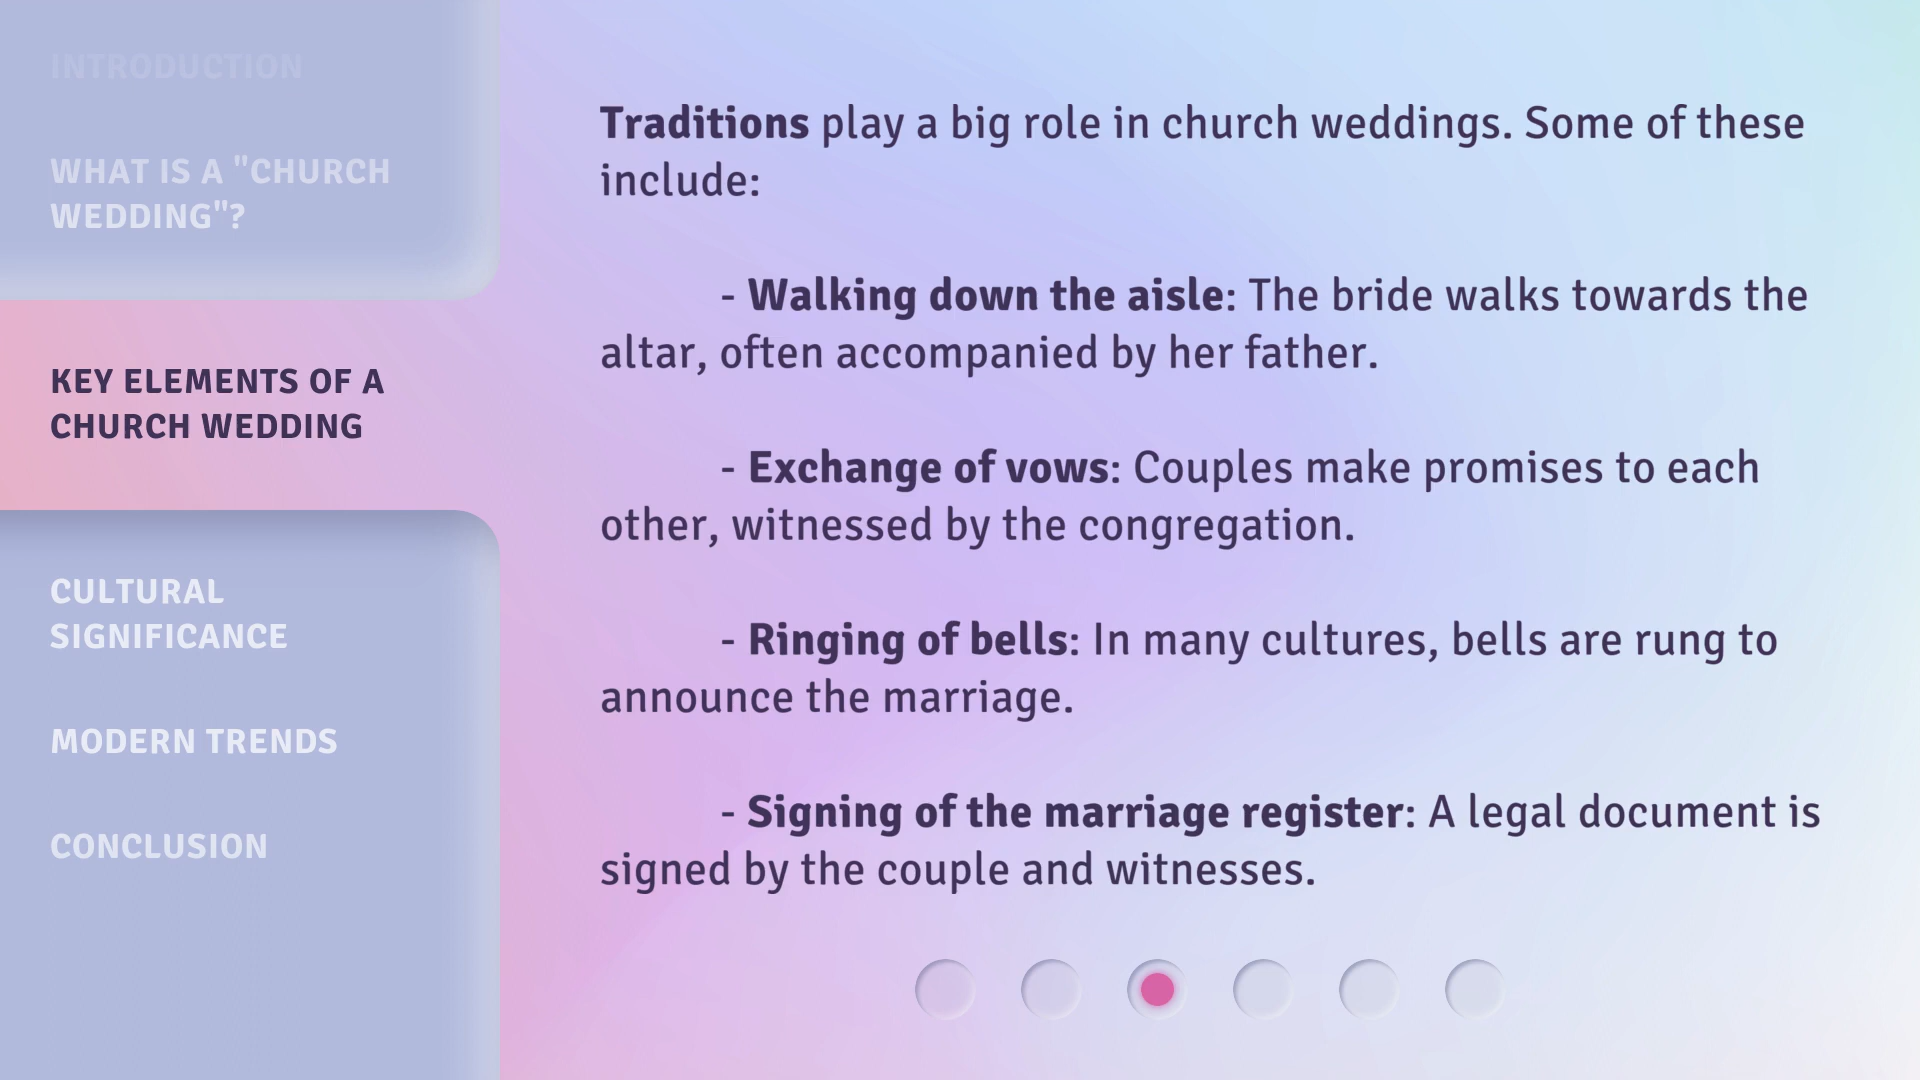 INTRODUCTION
WHAT IS A "CHURCH
WEDDING"?
KEY ELEMENTS OF A
CHURCH WEDDING
CULTURAL
SIGNIFICANCE
MODERN TRENDS
CONCLUSION
Traditions play a big role in church weddings. Some of these
include:
- Walking down the aisle: The bride walks towards the
altar, often accompanied by her father.
- Exchange of vows: Couples make promises to each
other, witnessed by the congregation.
- Ringing of bells: In many cultures, bells are rung to
announce the marriage.
- Signing of the marriage register: A legal document is
signed by the couple and witnesses.